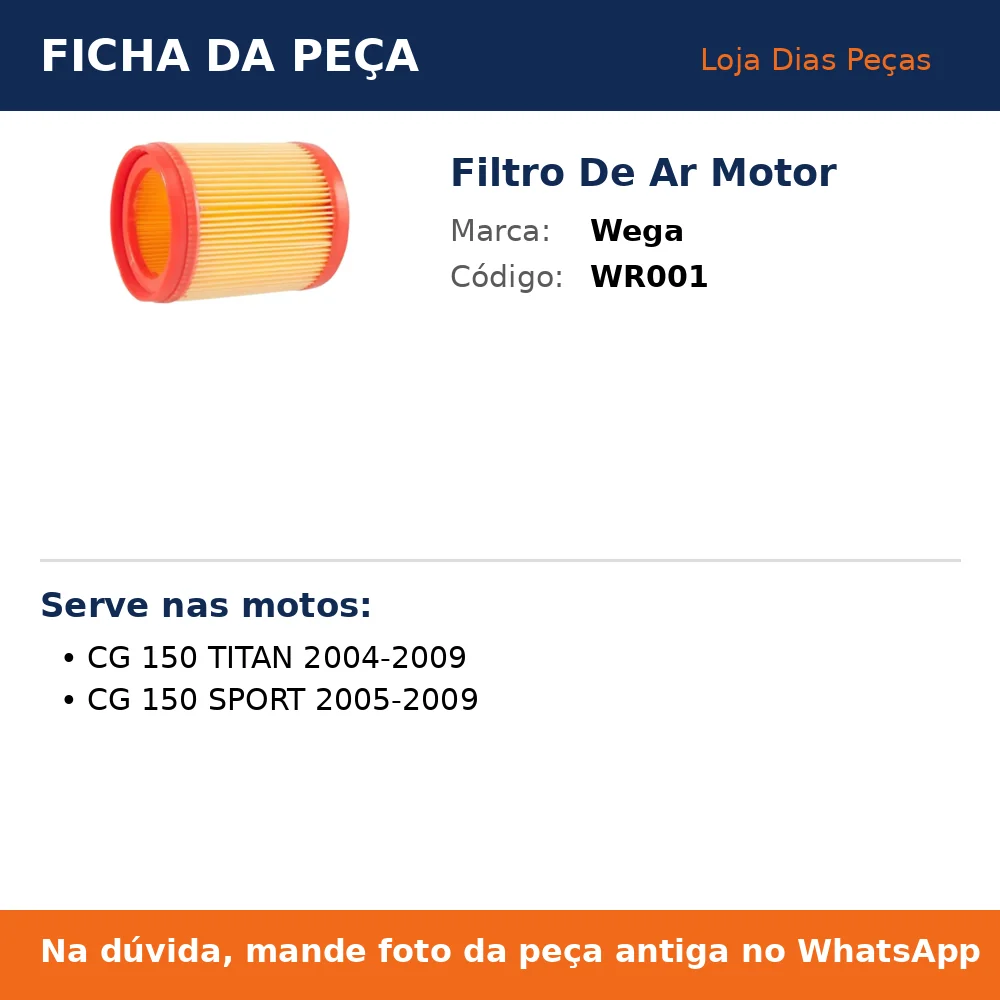 FICHA DA PEÇA
Loja Dias Peças
Filtro De Ar Motor
Marca: Wega
Código: WR001
Serve nas motos:
• CG 150 TITAN 2004-2009
• CG 150 SPORT 2005-2009
Na dúvida, mande foto da peça antiga no WhatsApp